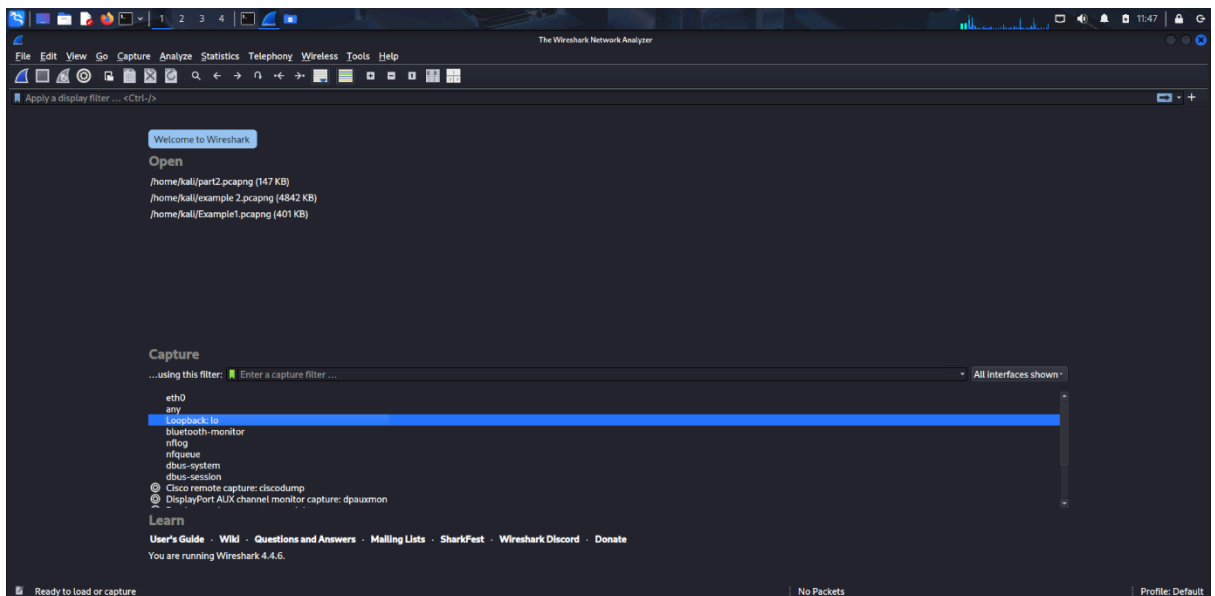 1 2 3 4
11:47
The Wireshark Network Analyzer
File Edit View Go Capture Analyze Statistics Telephony Wireless Tools Help
Apply a display filter ... <Ctrl-/>
Welcome to Wireshark
Open
/home/kali/part2.pcapng (147 KB)
/home/kali/example 2.pcapng (4842 KB)
/home/kali/Example1.pcapng (401 KB)
Capture
...using this filter: Enter a capture filter ... All interfaces shown
eth0
any
Loopback: lo
bluetooth-monitor
nflog
nfqueue
dbus-system
dbus-session
Cisco remote capture: ciscodump
DisplayPort AUX channel monitor capture: dpauxmon
Learn
User's Guide · Wiki · Questions and Answers · Mailing Lists · SharkFest · Wireshark Discord · Donate
You are running Wireshark 4.4.6.
Ready to load or capture No Packets Profile: Default